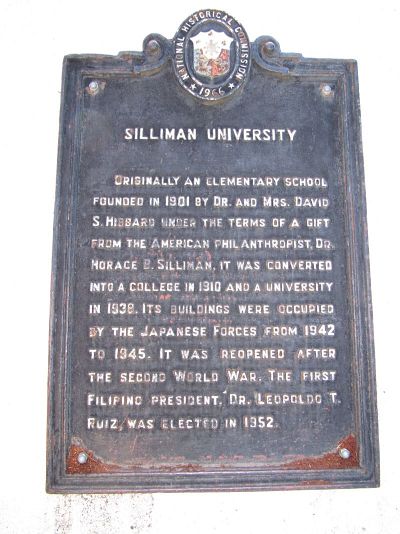 NATIONAL HISTORICAL COMMISSION
★ 1966 ★
SILLIMAN UNIVERSITY
ORIGINALLY AN ELEMENTARY SCHOOL
FOUNDED IN 1901 BY DR. AND MRS. DAVID
S. HIBBARD UNDER THE TERMS OF A GIFT
FROM THE AMERICAN PHILANTHROPIST, DR.
HORACE B. SILLIMAN, IT WAS CONVERTED
INTO A COLLEGE IN 1910 AND A UNIVERSITY
IN 1938. ITS BUILDINGS WERE OCCUPIED
BY THE JAPANESE FORCES FROM 1942
TO 1945. IT WAS REOPENED AFTER
THE SECOND WORLD WAR. THE FIRST
FILIPINO PRESIDENT, DR. LEOPOLDO T.
RUIZ, WAS ELECTED IN 1952.